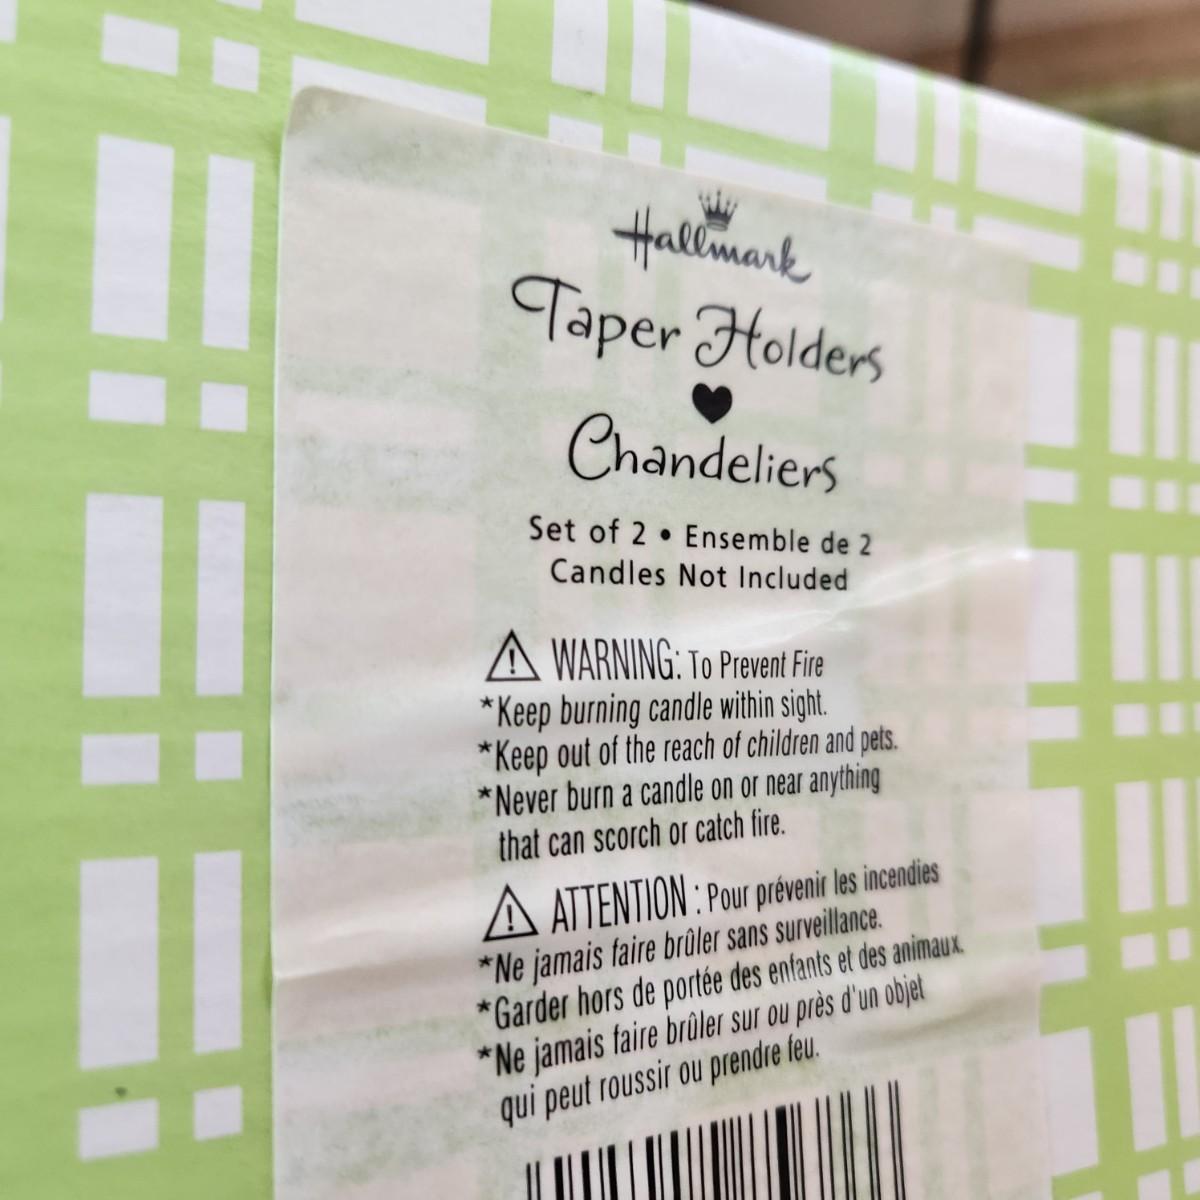 Hallmark
Taper Holders
Chandeliers
Set of 2 • Ensemble de 2
Candles Not Included
WARNING: To Prevent Fire
*Keep burning candle within sight.
*Keep out of the reach of children and pets.
*Never burn a candle on or near anything
that can scorch or catch fire.
ATTENTION : Pour prévenir les incendies
*Ne jamais faire brûler sans surveillance.
*Garder hors de portée des enfants et des animaux.
*Ne jamais faire brûler sur ou près d'un objet
qui peut roussir ou prendre feu.